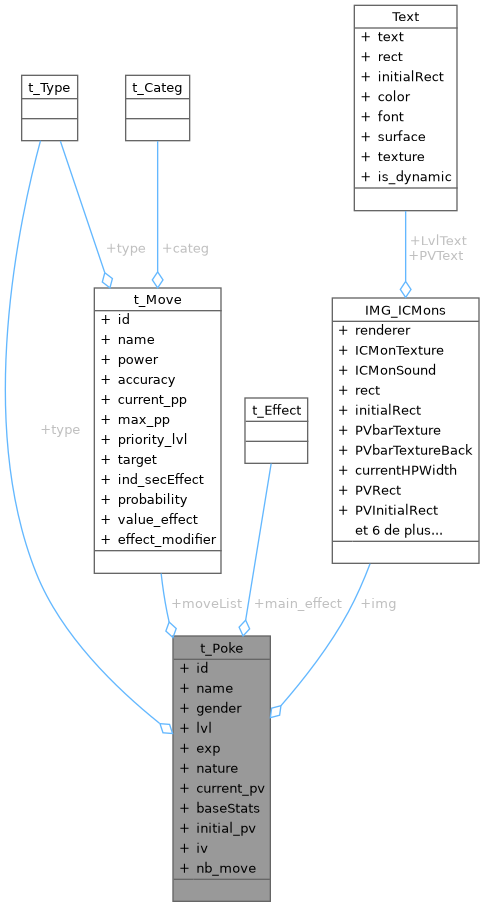 Text
+ text
+ rect
+ initialRect
+ color
+ font
+ surface
+ texture
+ is_dynamic
t_Type
t_Categ
+type
+categ
+LvlText
+PVText
t_Move
+ id
+ name
+ power
+ accuracy
+ current_pp
+ max_pp
+ priority_lvl
+ target
+ ind_secEffect
+ probability
+ value_effect
+ effect_modifier
IMG_ICMons
+ renderer
+ ICMonTexture
+ ICMonSound
+ rect
+ initialRect
+ PVbarTexture
+ PVbarTextureBack
+ currentHPWidth
+ PVRect
+ PVInitialRect
et 6 de plus...
t_Effect
+type
+moveList
+main_effect
+img
t_Poke
+ id
+ name
+ gender
+ lvl
+ exp
+ nature
+ current_pv
+ baseStats
+ initial_pv
+ iv
+ nb_move